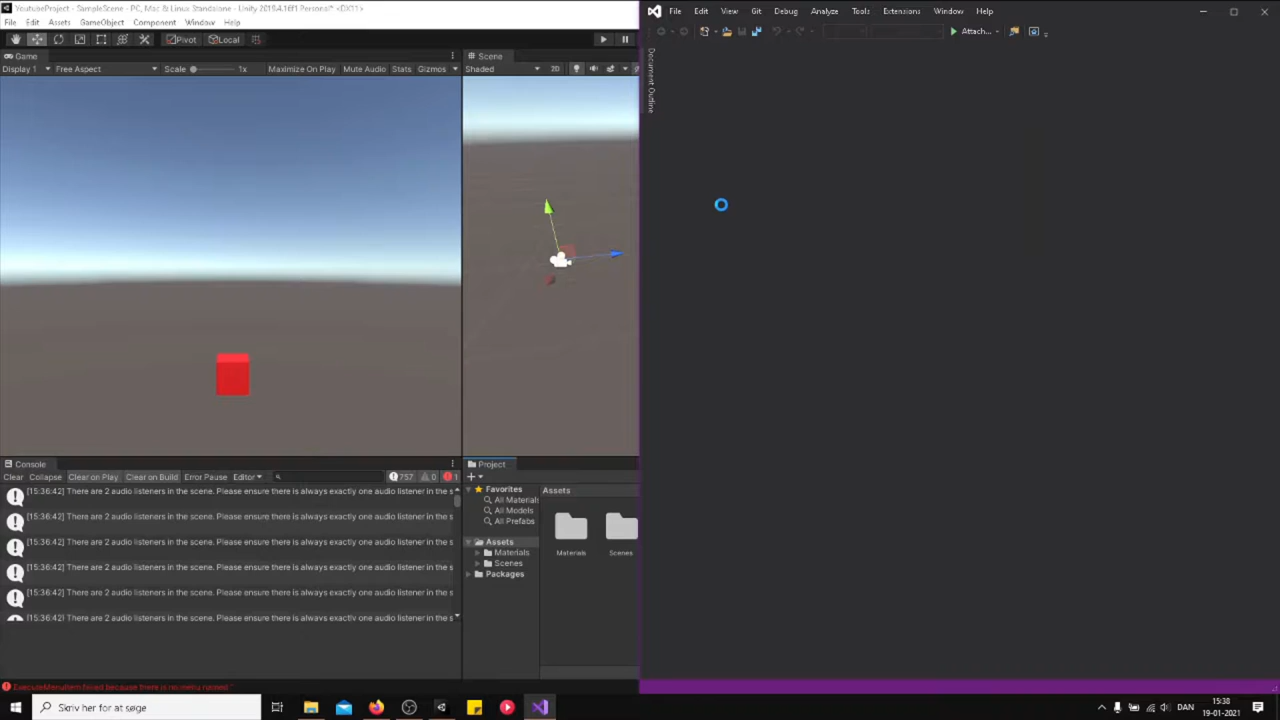 YoutubeProject - SampleScene - PC, Mac & Linux Standalone - Unity 2019.4.16f1 Personal* <DX11>
File Edit Assets GameObject Component Window Help
Pivot Local
Game
Display 1 Free Aspect Scale 1x Maximize On Play Mute Audio Stats Gizmos
Scene
Shaded 2D
File Edit View Git Debug Analyze Tools Extensions Window Help
Attach...
Document Outline
Console
Clear Collapse Clear on Play Clear on Build Error Pause Editor 757 0 1
[15:36:42] There are 2 audio listeners in the scene. Please ensure there is always exactly one audio listener in the s
[15:36:42] There are 2 audio listeners in the scene. Please ensure there is always exactly one audio listener in the s
[15:36:42] There are 2 audio listeners in the scene. Please ensure there is always exactly one audio listener in the s
[15:36:42] There are 2 audio listeners in the scene. Please ensure there is always exactly one audio listener in the s
[15:36:42] There are 2 audio listeners in the scene. Please ensure there is always exactly one audio listener in the s
[15:36:42] There are 2 audio listeners in the scene. Please ensure there is always exactly one audio listener in the s
Project
Favorites
All Materials
All Models
All Prefabs
Assets
Materials
Scenes
Packages
Assets
Materials Scenes
ExecuteMenuItem failed because there is no menu named ''
Skriv her for at søge
DAN
15:38
19-01-2021